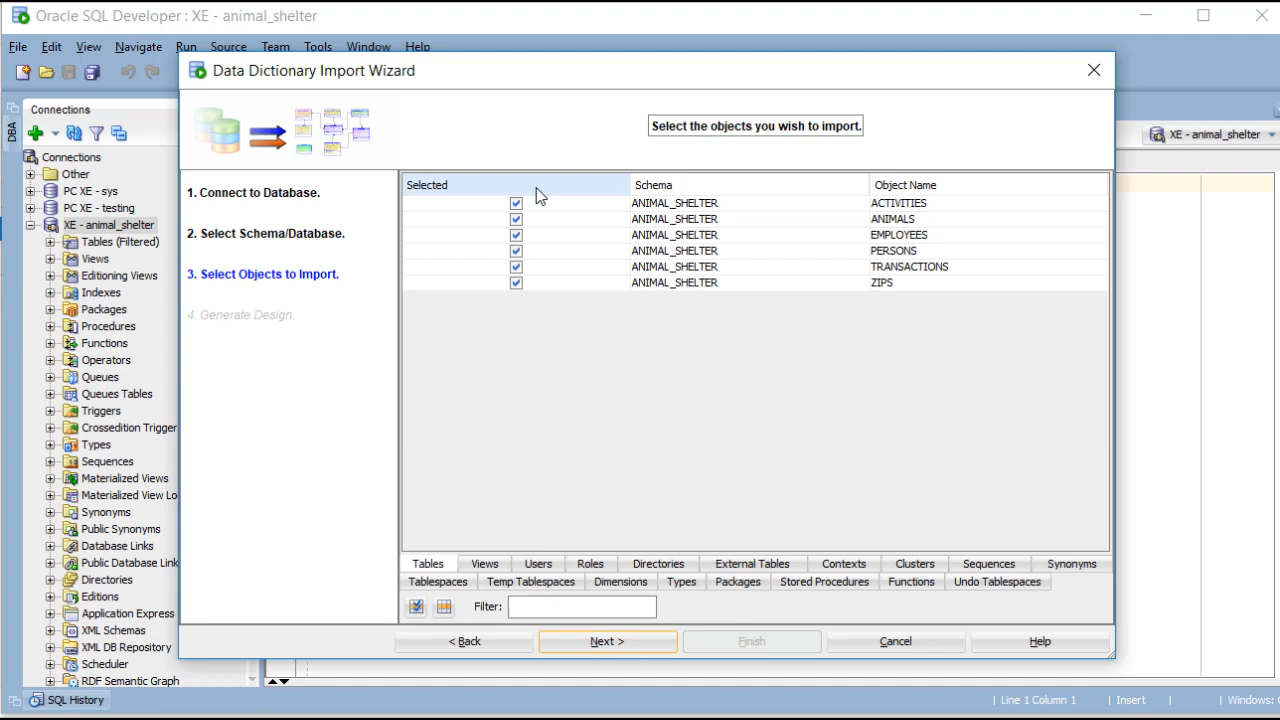 Oracle SQL Developer : XE - animal_shelter
File Edit View Navigate Run Source Team Tools Window Help
Data Dictionary Import Wizard
Connections
DBA
XE - animal_shelter
Select the objects you wish to import.
Connections
Other
PC XE - sys
PC XE - testing
XE - animal_shelter
Tables (Filtered)
Views
Editioning Views
Indexes
Packages
Procedures
Functions
Operators
Queues
Queues Tables
Triggers
Crossedition Trigger
Types
Sequences
Materialized Views
Materialized View Lo
Synonyms
Public Synonyms
Database Links
Public Database Link
Directories
Editions
Application Express
XML Schemas
XML DB Repository
Scheduler
RDF Semantic Graph
1. Connect to Database.
2. Select Schema/Database.
3. Select Objects to Import.
4. Generate Design.
Selected Schema Object Name
ANIMAL_SHELTER ACTIVITIES
ANIMAL_SHELTER ANIMALS
ANIMAL_SHELTER EMPLOYEES
ANIMAL_SHELTER PERSONS
ANIMAL_SHELTER TRANSACTIONS
ANIMAL_SHELTER ZIPS
Tables Views Users Roles Directories External Tables Contexts Clusters Sequences Synonyms
Tablespaces Temp Tablespaces Dimensions Types Packages Stored Procedures Functions Undo Tablespaces
Filter:
< Back Next > Finish Cancel Help
SQL History
Line 1 Column 1 Insert Windows: